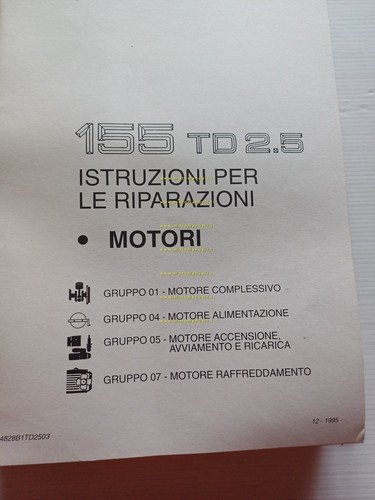 155 TD 2.5
ISTRUZIONI PER
LE RIPARAZIONI
• MOTORI
GRUPPO 01 - MOTORE COMPLESSIVO
GRUPPO 04 - MOTORE ALIMENTAZIONE
GRUPPO 05 - MOTORE ACCENSIONE,
AVVIAMENTO E RICARICA
GRUPPO 07 - MOTORE RAFFREDDAMENTO
4828B1TD2503
12 - 1995